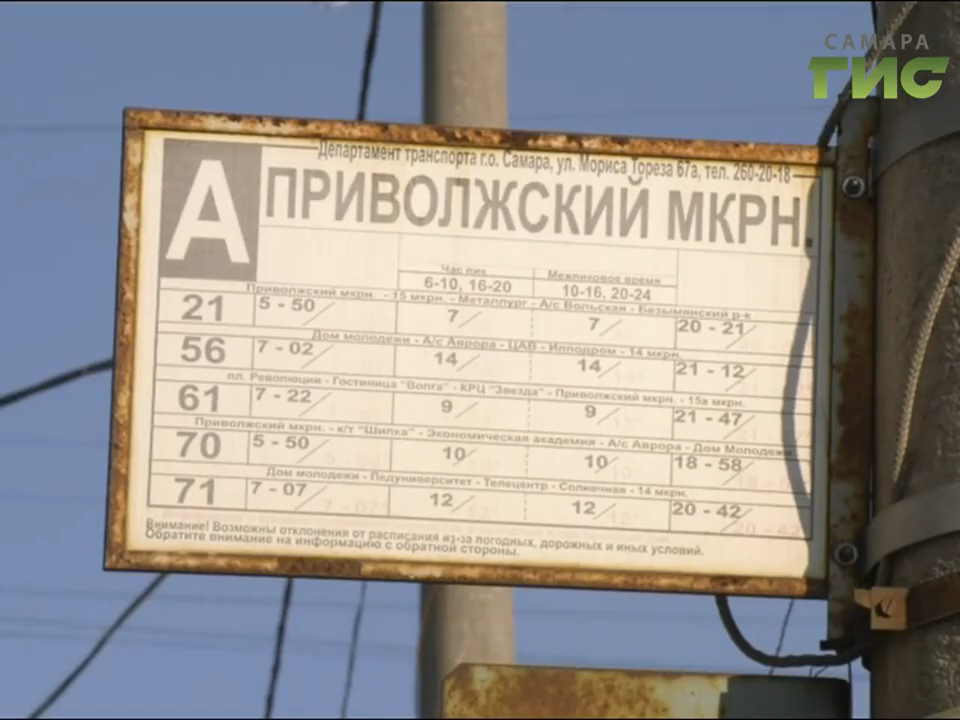 САМАРА
ГИС
Департамент транспорта г.о. Самара, ул. Мориса Тореза 67а, тел. 260-20-18
А ПРИВОЛЖСКИЙ МКРН.
Час пик Межпиковое время
6-10, 16-20 10-16, 20-24
Приволжский мкрн. - 15 мкрн. - Металлург - А/с Вольская - Безымянский р-к
21 5 - 50 7 7 20 - 21
Дом молодежи - А/с Аврора - ЦАВ - Ипподром - 14 мкрн.
56 7 - 02 14 14 21 - 12
пл. Революции - Гостиница "Волга" - КРЦ "Звезда" - Приволжский мкрн. - 15а мкрн.
61 7 - 22 9 9 21 - 47
Приволжский мкрн. - к/т "Шипка" - Экономическая академия - А/с Аврора - Дом Молодежи
70 5 - 50 10 10 18 - 58
Дом молодежи - Педуниверситет - Телецентр - Солнечная - 14 мкрн.
71 7 - 07 12 12 20 - 42
Внимание! Возможны отклонения от расписания из-за погодных, дорожных и иных условий.
Обратите внимание на информацию с обратной стороны.